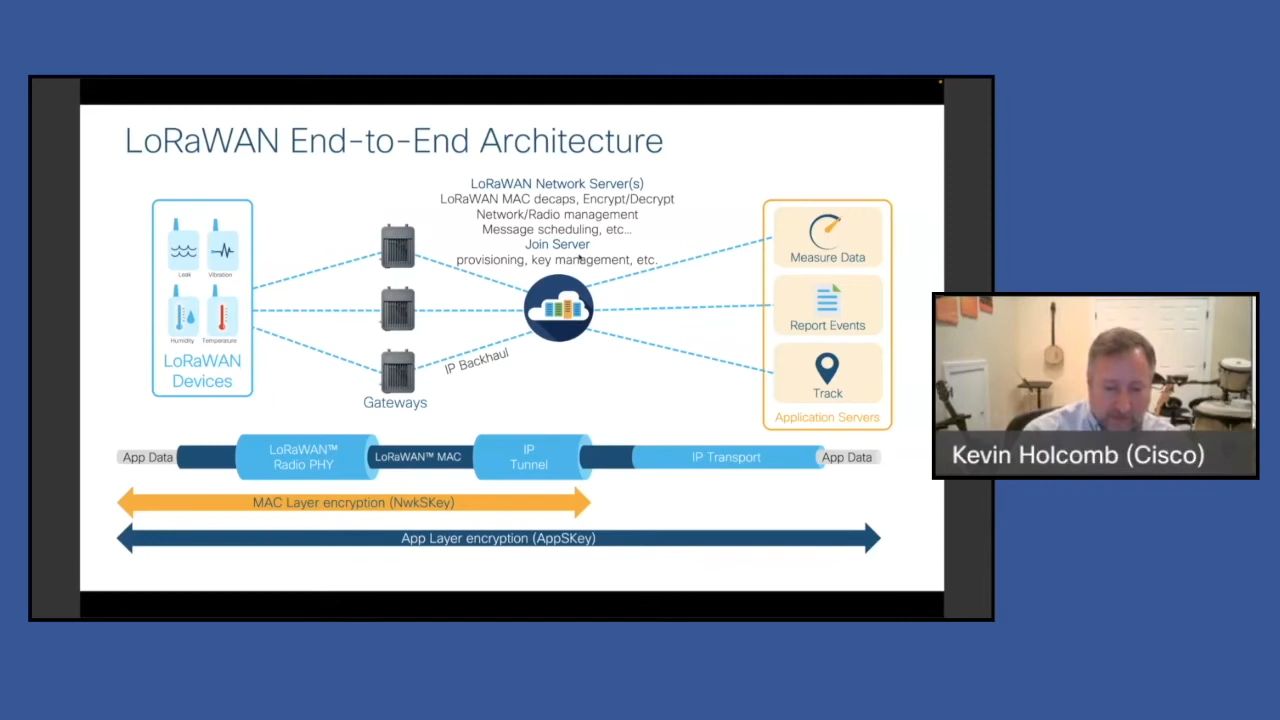 LoRaWAN End-to-End Architecture
LoRaWAN Network Server(s)
LoRaWAN MAC decaps, Encrypt/Decrypt
Network/Radio management
Message scheduling, etc...
Join Server
provisioning, key management, etc.
Leak
Vibration
Humidity
Temperature
LoRaWAN
Devices
Gateways
IP Backhaul
Measure Data
Report Events
Track
Application Servers
App Data
LoRaWAN™
Radio PHY
LoRaWAN™ MAC
IP
Tunnel
IP Transport
App Data
MAC Layer encryption (NwkSKey)
App Layer encryption (AppSKey)
Kevin Holcomb (Cisco)